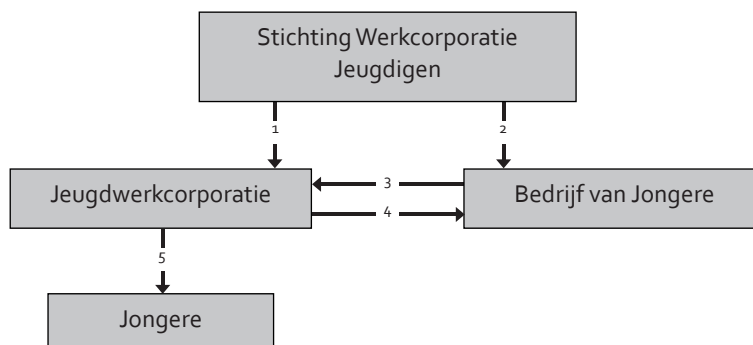 Stichting Werkcorporatie
Jeugdigen
1
2
Jeugdwerkcorporatie
3
4
Bedrijf van Jongere
5
Jongere